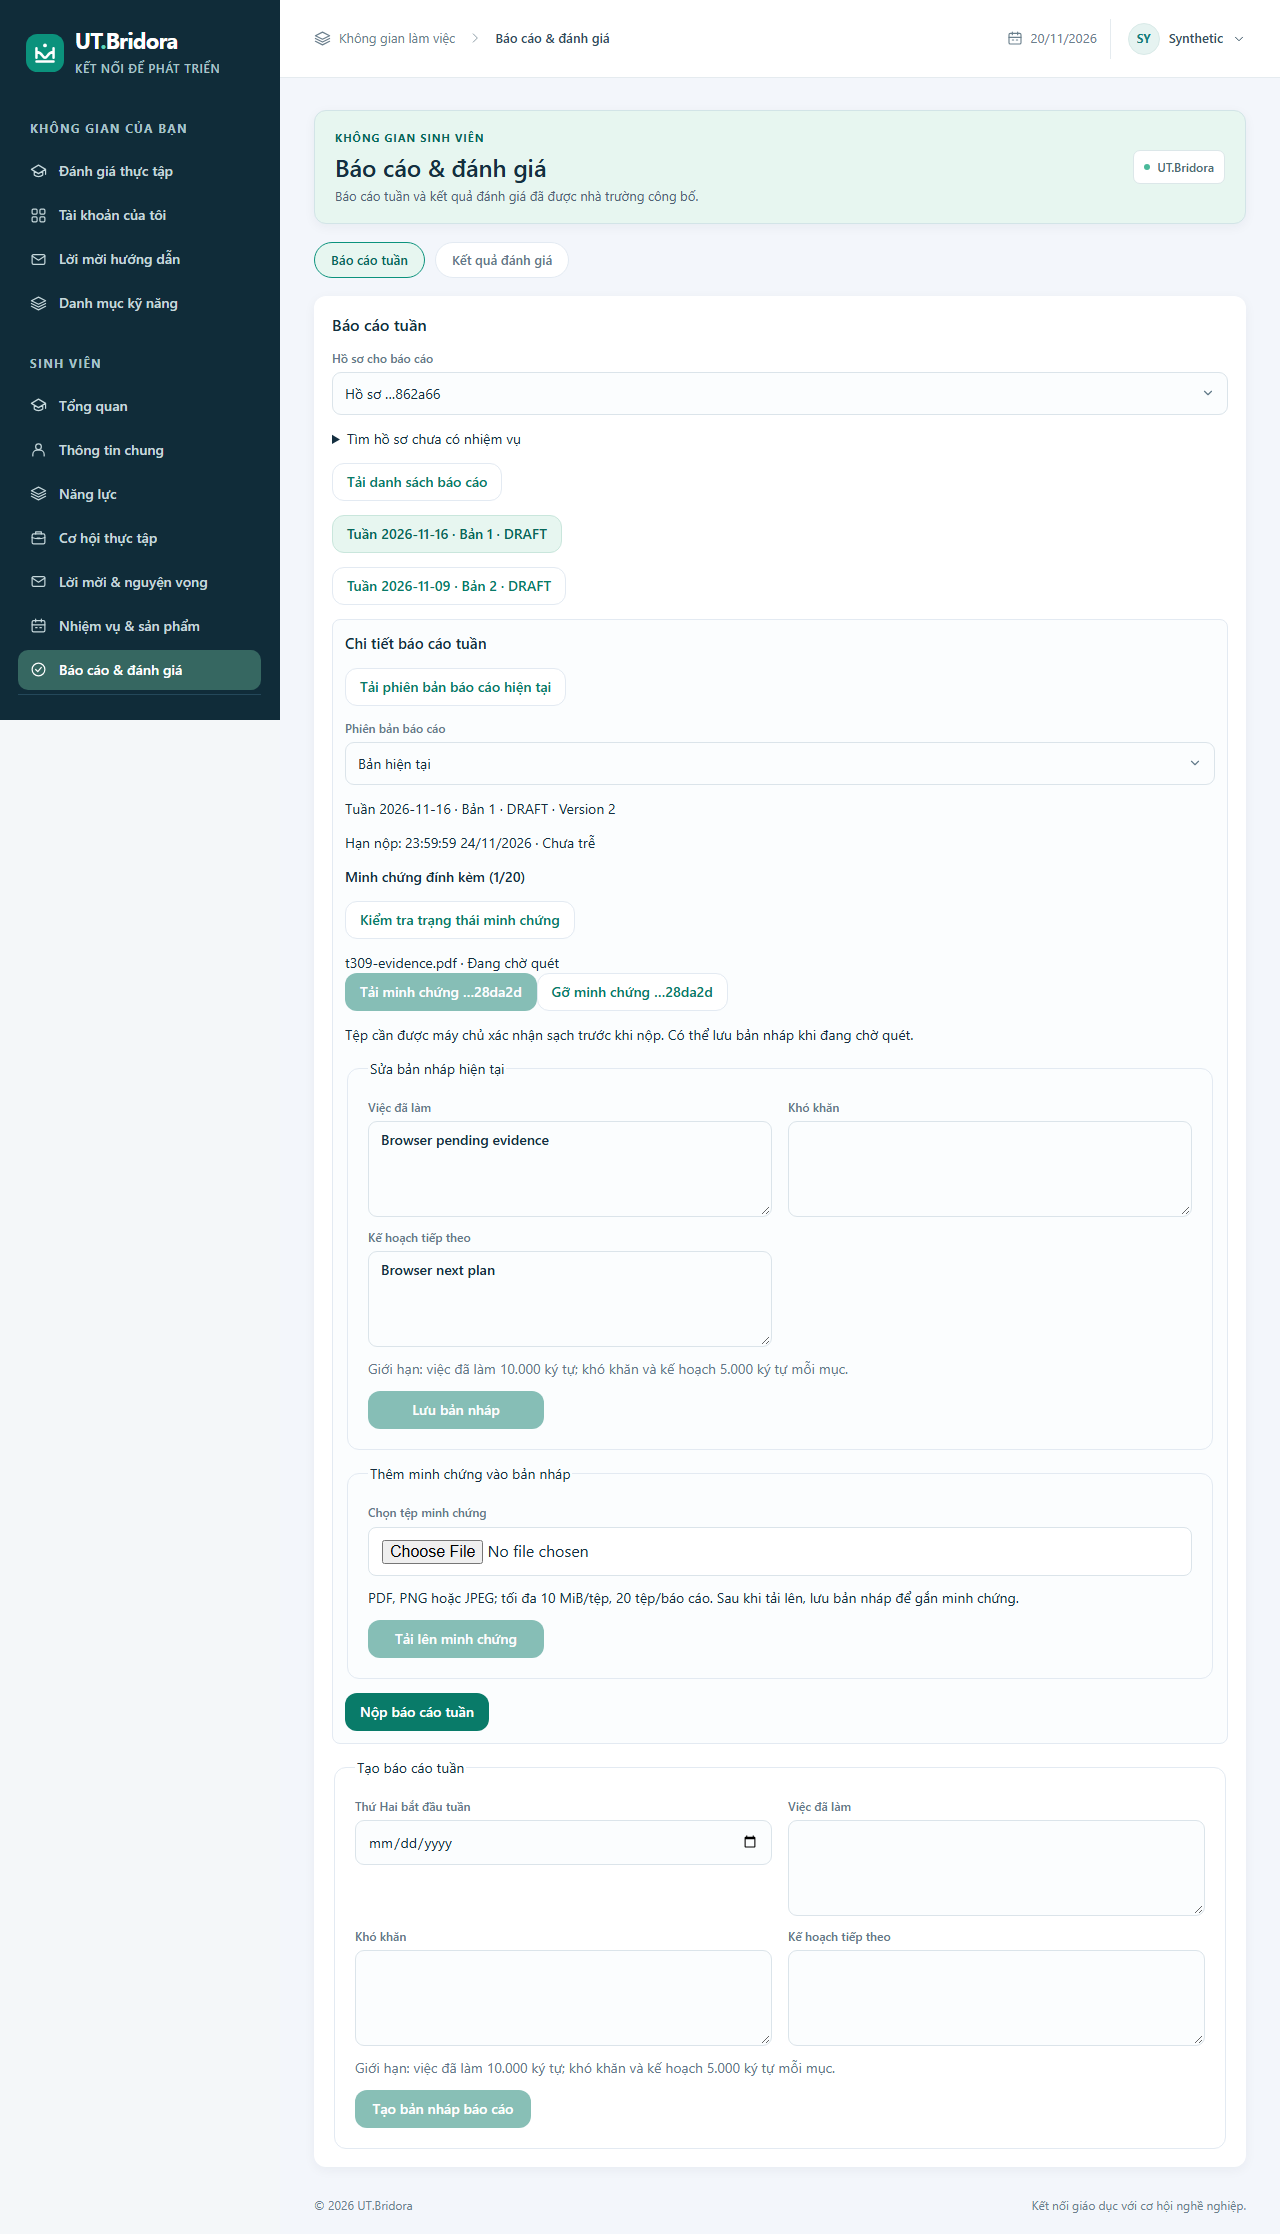 UT.Bridora
KẾT NỐI ĐỂ PHÁT TRIỂN
KHÔNG GIAN CỦA BẠN
Đánh giá thực tập
Tài khoản của tôi
Lời mời hướng dẫn
Danh mục kỹ năng
SINH VIÊN
Tổng quan
Thông tin chung
Năng lực
Cơ hội thực tập
Lời mời & nguyện vọng
Nhiệm vụ & sản phẩm
Báo cáo & đánh giá
Không gian làm việc
Báo cáo & đánh giá
20/11/2026
SY
Synthetic
KHÔNG GIAN SINH VIÊN
Báo cáo & đánh giá
Báo cáo tuần và kết quả đánh giá đã được nhà trường công bố.
UT.Bridora
Báo cáo tuần
Kết quả đánh giá
Báo cáo tuần
Hồ sơ cho báo cáo
Hồ sơ …862a66
Tìm hồ sơ chưa có nhiệm vụ
Tải danh sách báo cáo
Tuần 2026-11-16 · Bản 1 · DRAFT
Tuần 2026-11-09 · Bản 2 · DRAFT
Chi tiết báo cáo tuần
Tải phiên bản báo cáo hiện tại
Phiên bản báo cáo
Bản hiện tại
Tuần 2026-11-16 · Bản 1 · DRAFT · Version 2
Hạn nộp: 23:59:59 24/11/2026 · Chưa trễ
Minh chứng đính kèm (1/20)
Kiểm tra trạng thái minh chứng
t309-evidence.pdf · Đang chờ quét
Tải minh chứng …28da2d
Gỡ minh chứng …28da2d
Tệp cần được máy chủ xác nhận sạch trước khi nộp. Có thể lưu bản nháp khi đang chờ quét.
Sửa bản nháp hiện tại
Việc đã làm
Khó khăn
Browser pending evidence
Kế hoạch tiếp theo
Browser next plan
Giới hạn: việc đã làm 10.000 ký tự; khó khăn và kế hoạch 5.000 ký tự mỗi mục.
Lưu bản nháp
Thêm minh chứng vào bản nháp
Chọn tệp minh chứng
Choose File No file chosen
PDF, PNG hoặc JPEG; tối đa 10 MiB/tệp, 20 tệp/báo cáo. Sau khi tải lên, lưu bản nháp để gắn minh chứng.
Tải lên minh chứng
Nộp báo cáo tuần
Tạo báo cáo tuần
Thứ Hai bắt đầu tuần
Việc đã làm
mm/dd/yyyy
Khó khăn
Kế hoạch tiếp theo
Giới hạn: việc đã làm 10.000 ký tự; khó khăn và kế hoạch 5.000 ký tự mỗi mục.
Tạo bản nháp báo cáo
© 2026 UT.Bridora
Kết nối giáo dục với cơ hội nghề nghiệp.